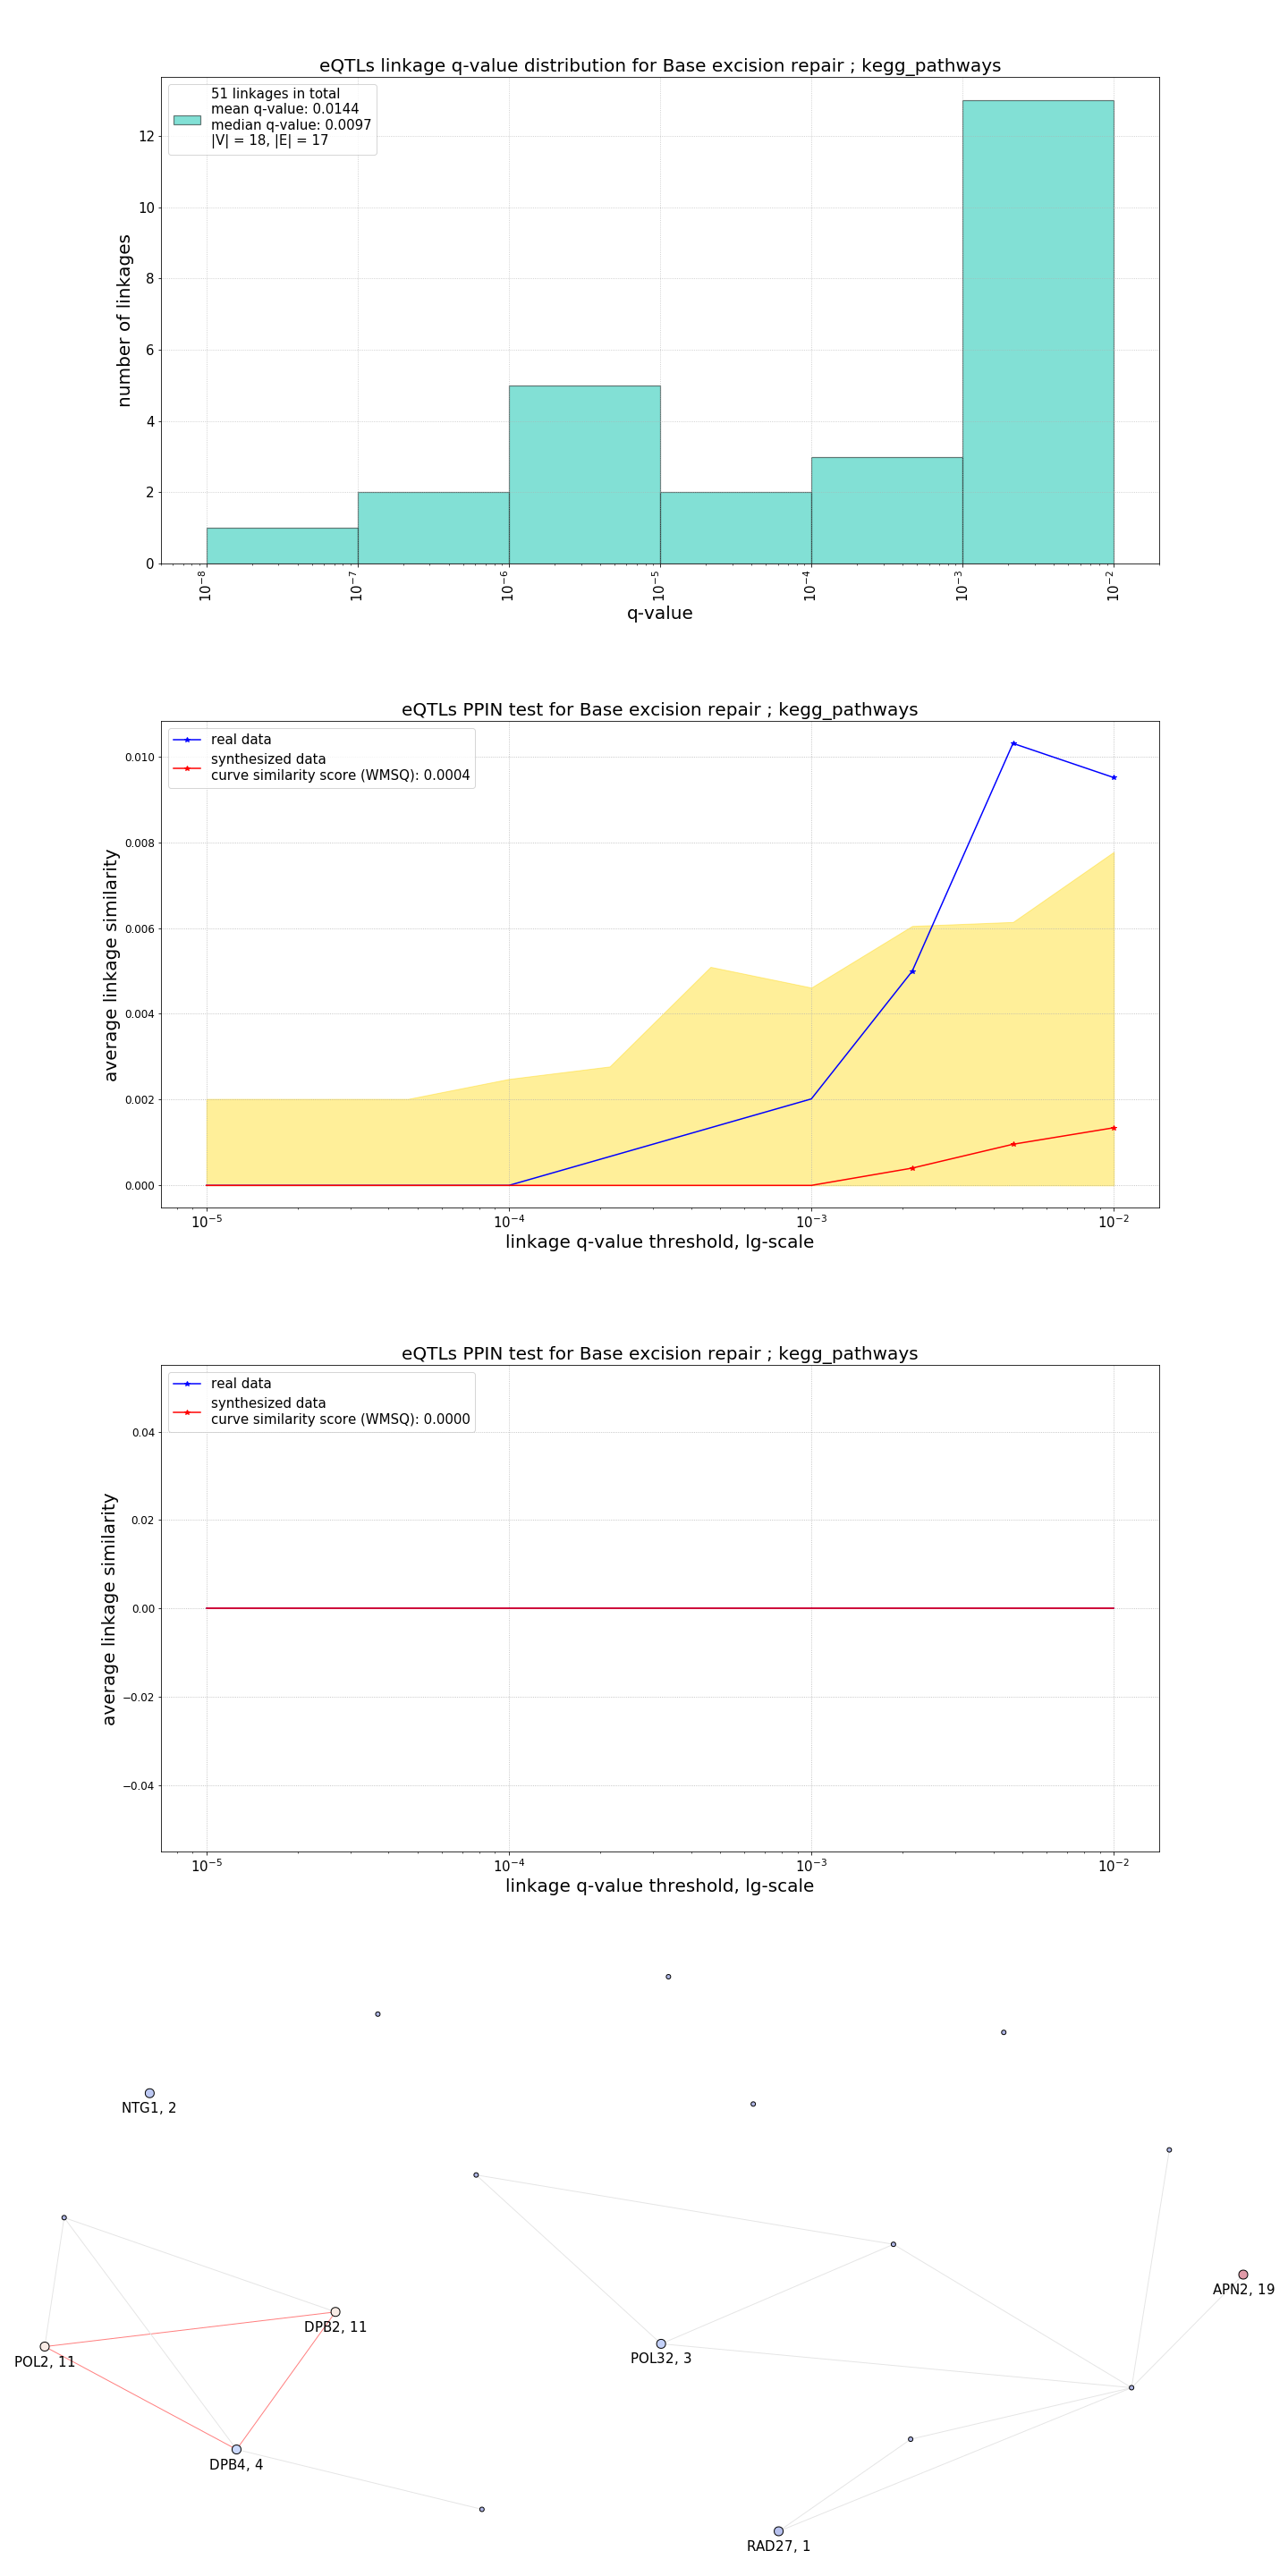 eQTLs linkage q-value distribution for Base excision repair ; kegg_pathways
51 linkages in total
mean q-value: 0.0144
median q-value: 0.0097
|V| = 18, |E| = 17
number of linkages
12
10
8
6
4
2
0
10⁻⁸ 10⁻⁷ 10⁻⁶ 10⁻⁵ 10⁻⁴ 10⁻³ 10⁻²
q-value
eQTLs PPIN test for Base excision repair ; kegg_pathways
real data
synthesized data
curve similarity score (WMSQ): 0.0004
average linkage similarity
0.010
0.008
0.006
0.004
0.002
0.000
10⁻⁵ 10⁻⁴ 10⁻³ 10⁻²
linkage q-value threshold, lg-scale
eQTLs PPIN test for Base excision repair ; kegg_pathways
real data
synthesized data
curve similarity score (WMSQ): 0.0000
average linkage similarity
0.04
0.02
0.00
−0.02
−0.04
10⁻⁵ 10⁻⁴ 10⁻³ 10⁻²
linkage q-value threshold, lg-scale
NTG1, 2
APN2, 19
DPB2, 11
POL2, 11
POL32, 3
DPB4, 4
RAD27, 1